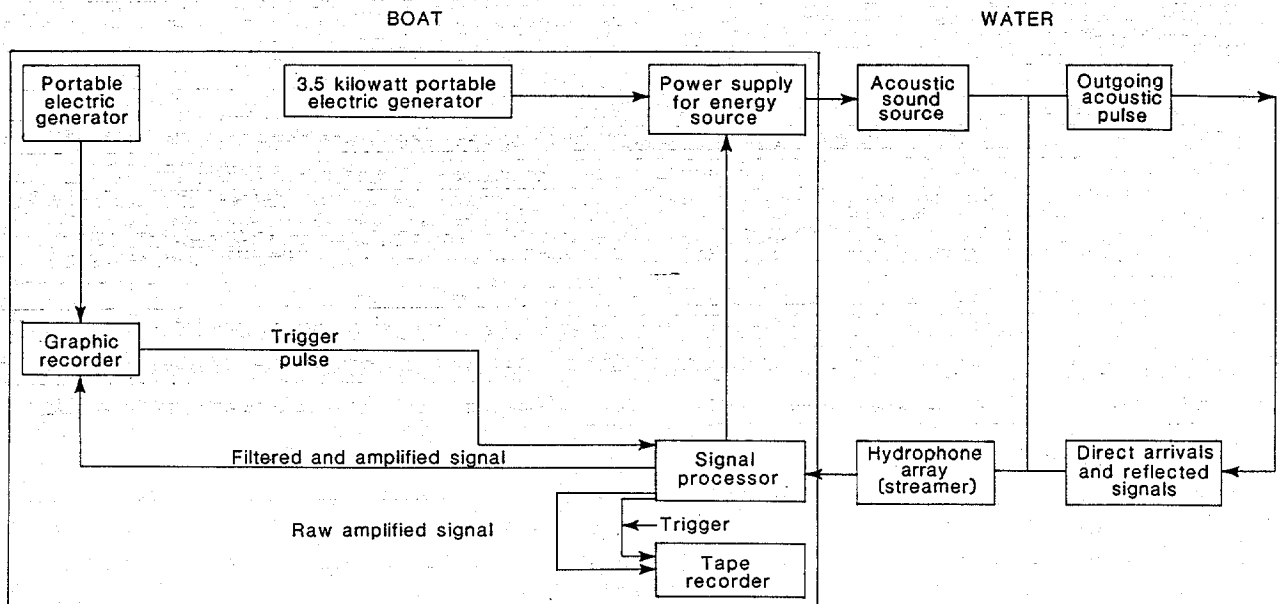 BOAT
WATER
Portable
electric
generator
3.5 kilowatt portable
electric generator
Power supply
for energy
source
Acoustic
sound
source
Outgoing
acoustic
pulse
Graphic
recorder
Trigger
pulse
Filtered and amplified signal
Signal
processor
Hydrophone
array
(streamer)
Direct arrivals
and reflected
signals
Raw amplified signal
Trigger
Tape
recorder